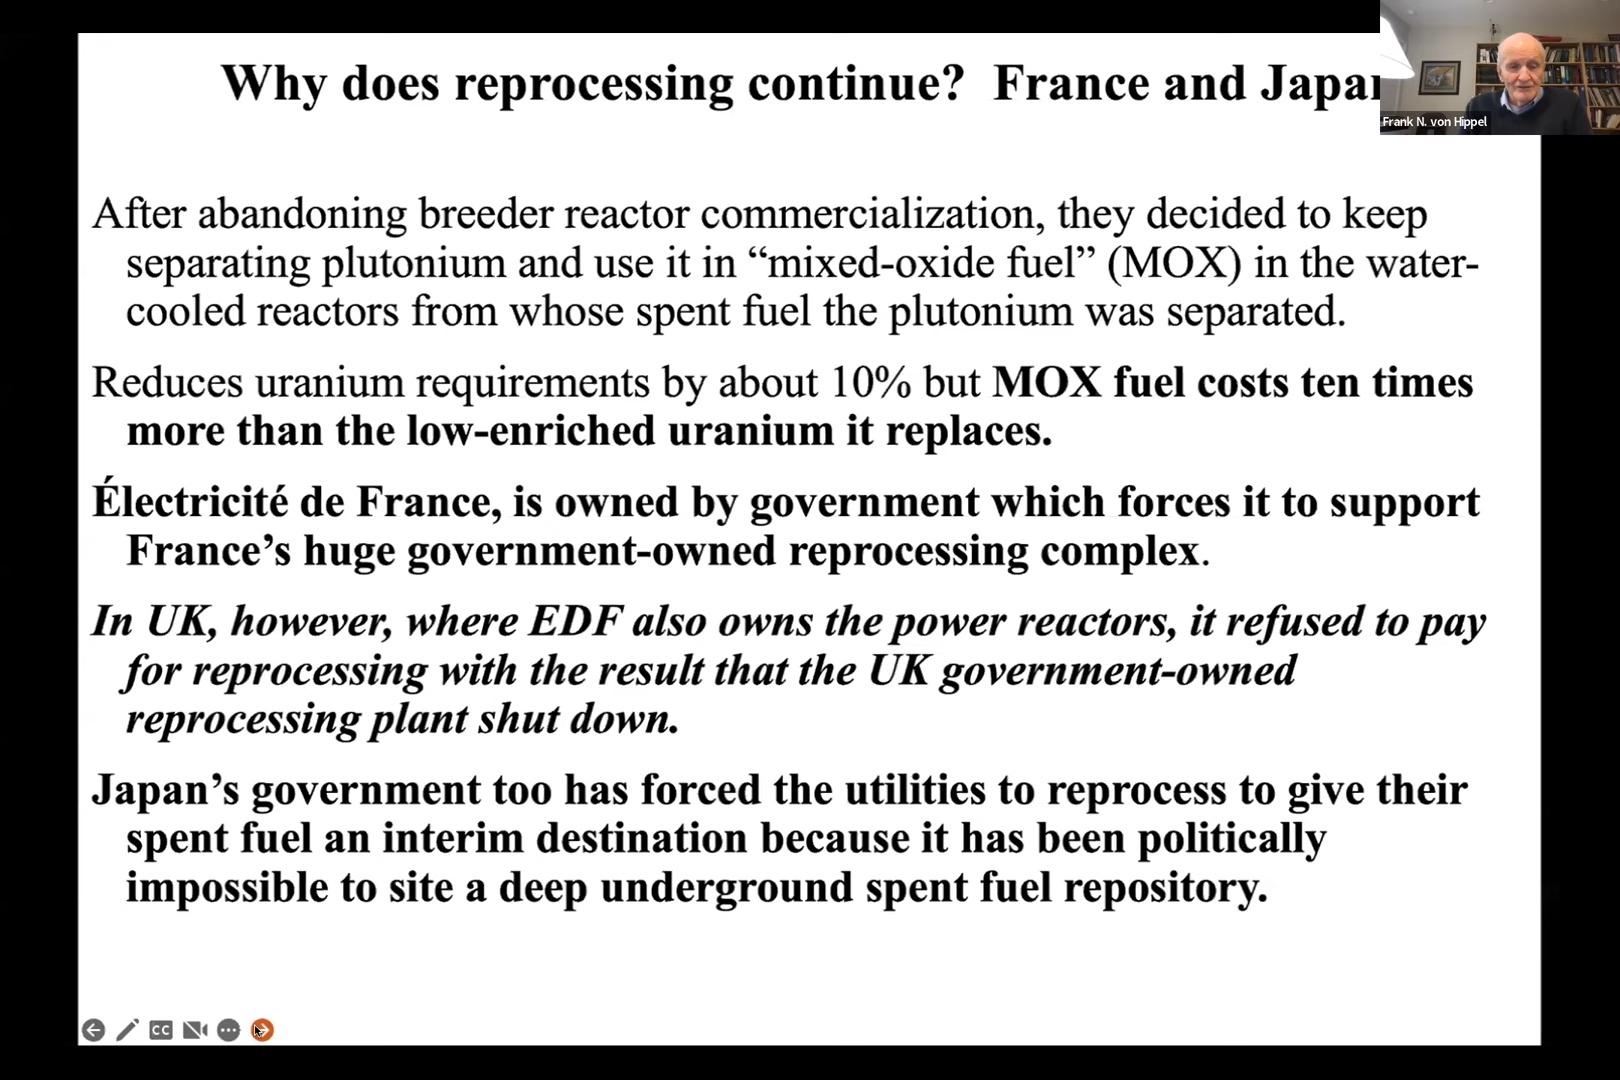 Why does reprocessing continue?  France and Japan
Frank N. von Hippel
After abandoning breeder reactor commercialization, they decided to keep
separating plutonium and use it in “mixed-oxide fuel” (MOX) in the water-
cooled reactors from whose spent fuel the plutonium was separated.
Reduces uranium requirements by about 10% but MOX fuel costs ten times
more than the low-enriched uranium it replaces.
Électricité de France, is owned by government which forces it to support
France’s huge government-owned reprocessing complex.
In UK, however, where EDF also owns the power reactors, it refused to pay
for reprocessing with the result that the UK government-owned
reprocessing plant shut down.
Japan’s government too has forced the utilities to reprocess to give their
spent fuel an interim destination because it has been politically
impossible to site a deep underground spent fuel repository.
CC